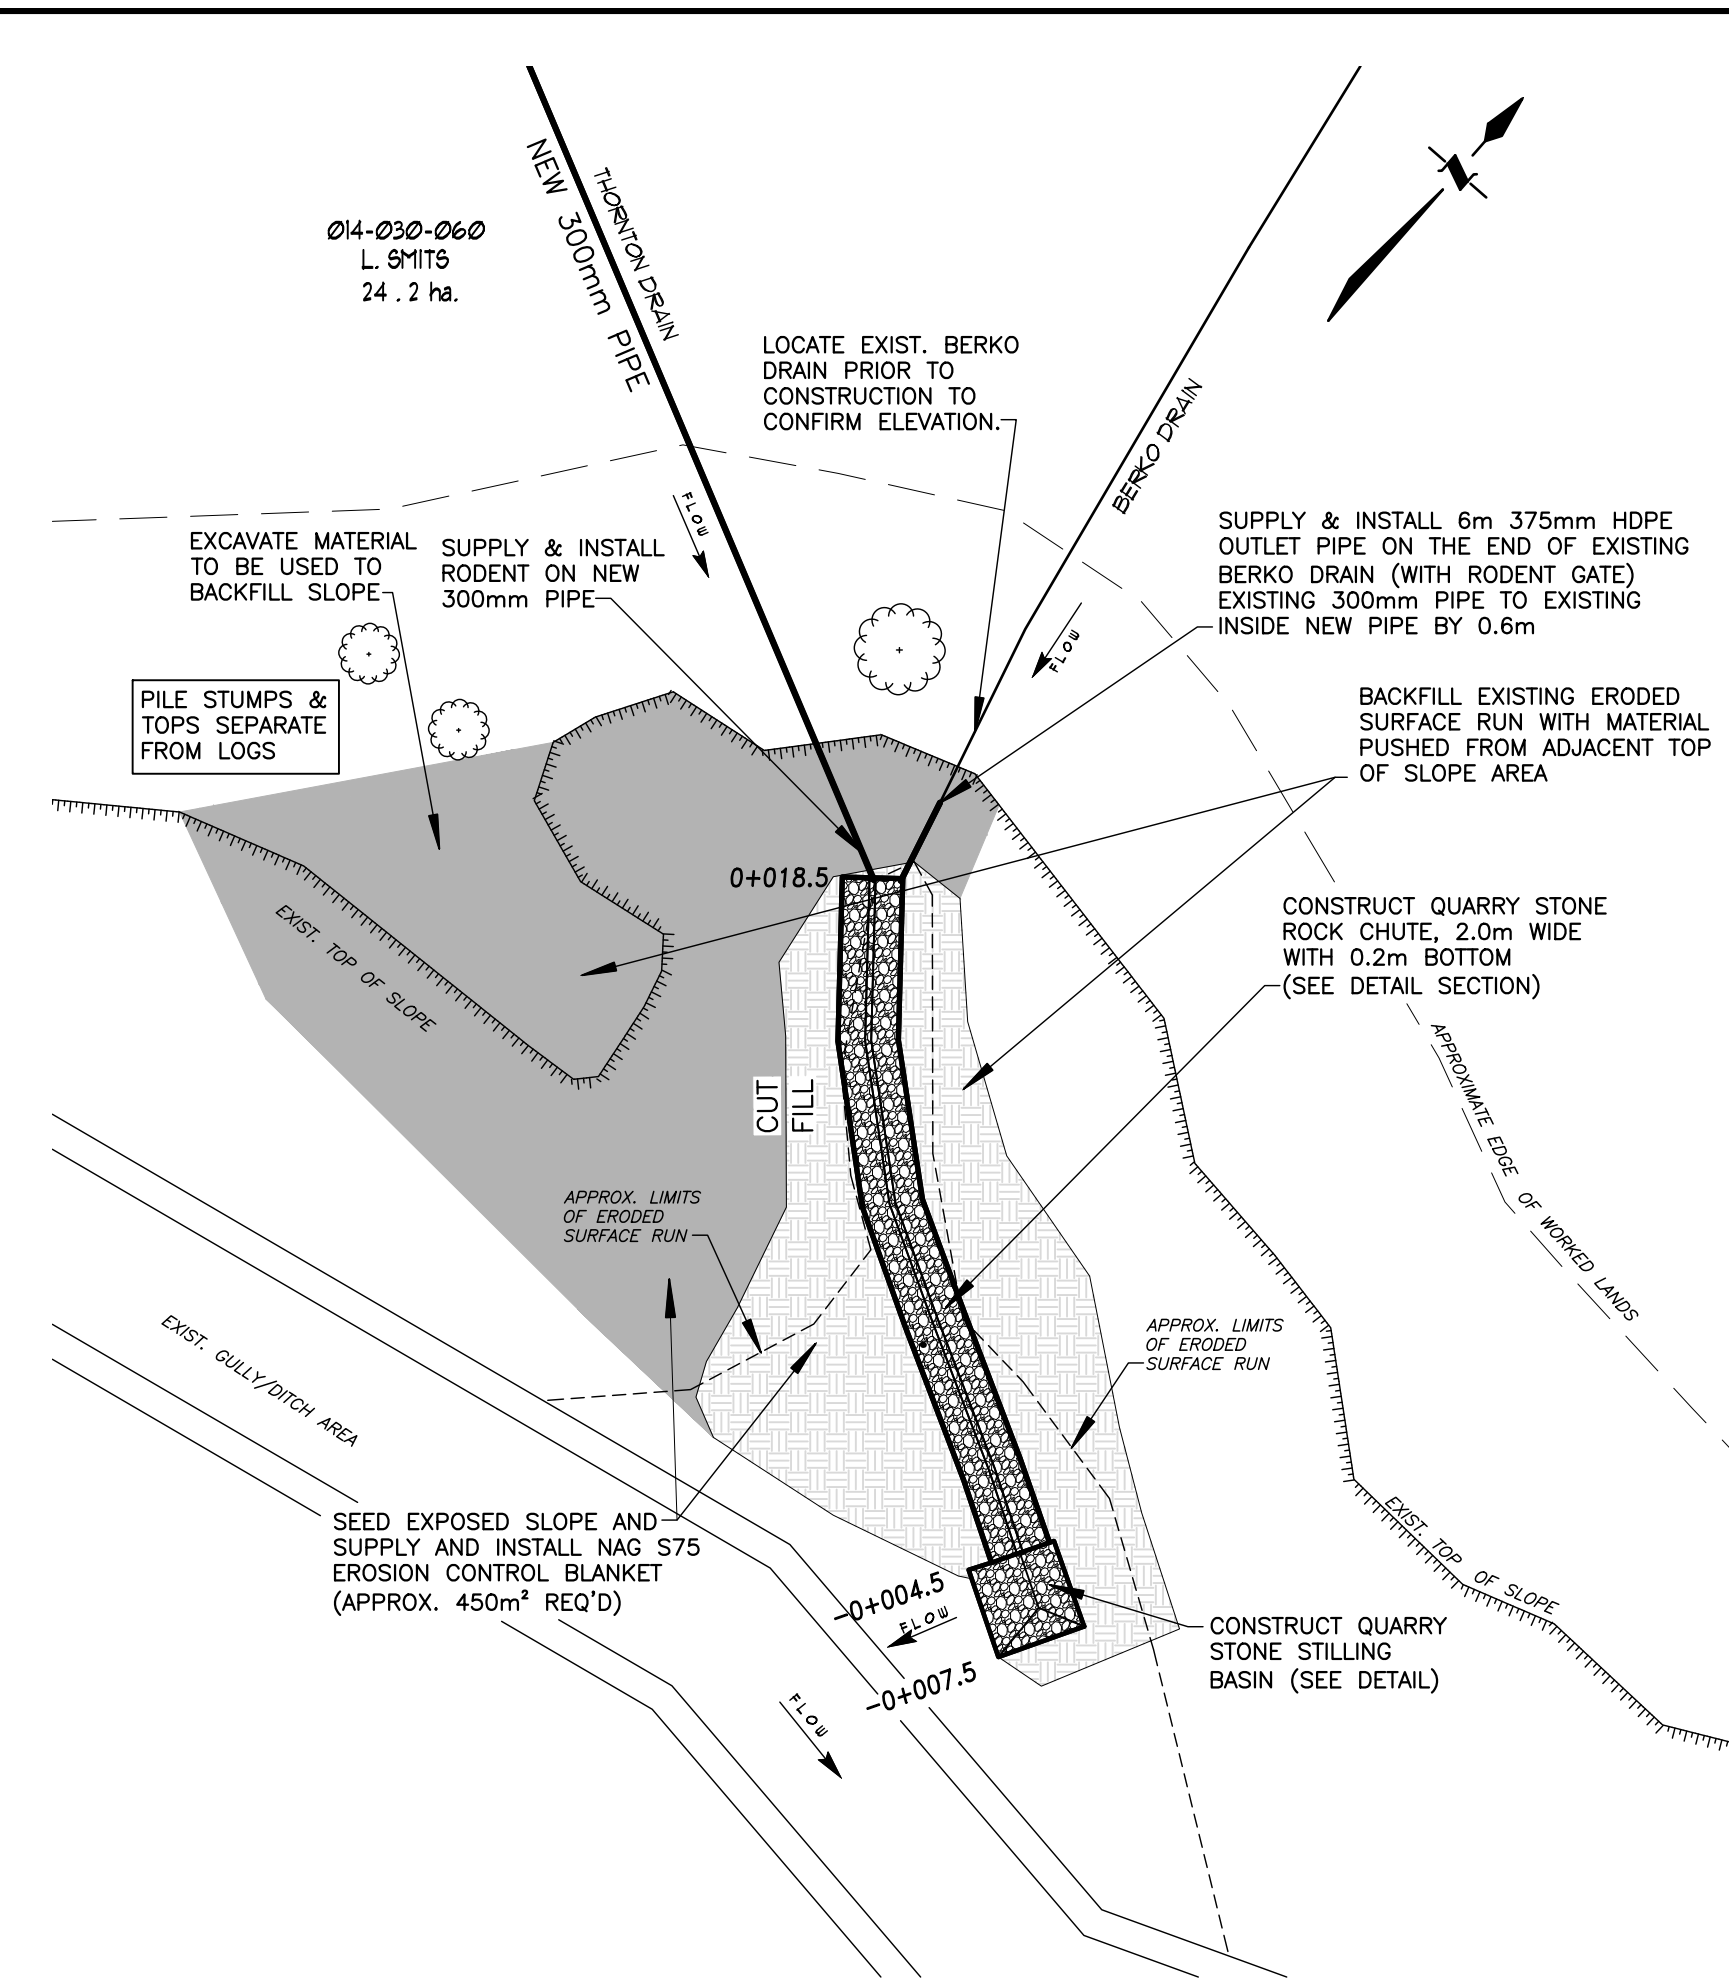 NEW 300mm PIPE
THORNTON DRAIN
Ø14-Ø3Ø-Ø6Ø
L. SMITS
24 . 2 ha.
N
LOCATE EXIST. BERKO
DRAIN PRIOR TO
CONSTRUCTION TO
CONFIRM ELEVATION.
BERKO DRAIN
FLOW
EXCAVATE MATERIAL
TO BE USED TO
BACKFILL SLOPE
SUPPLY & INSTALL
RODENT ON NEW
300mm PIPE
SUPPLY & INSTALL 6m 375mm HDPE
OUTLET PIPE ON THE END OF EXISTING
BERKO DRAIN (WITH RODENT GATE)
EXISTING 300mm PIPE TO EXISTING
INSIDE NEW PIPE BY 0.6m
FLOW
PILE STUMPS &
TOPS SEPARATE
FROM LOGS
BACKFILL EXISTING ERODED
SURFACE RUN WITH MATERIAL
PUSHED FROM ADJACENT TOP
OF SLOPE AREA
0+018.5
EXIST. TOP OF SLOPE
CONSTRUCT QUARRY STONE
ROCK CHUTE, 2.0m WIDE
WITH 0.2m BOTTOM
(SEE DETAIL SECTION)
CUT
FILL
APPROXIMATE EDGE OF WORKED LANDS
APPROX. LIMITS
OF ERODED
SURFACE RUN
EXIST. GULLY/DITCH AREA
APPROX. LIMITS
OF ERODED
SURFACE RUN
SEED EXPOSED SLOPE AND
SUPPLY AND INSTALL NAG S75
EROSION CONTROL BLANKET
(APPROX. 450m² REQ'D)
EXIST. TOP OF SLOPE
-0+004.5
FLOW
-0+007.5
CONSTRUCT QUARRY
STONE STILLING
BASIN (SEE DETAIL)
FLOW